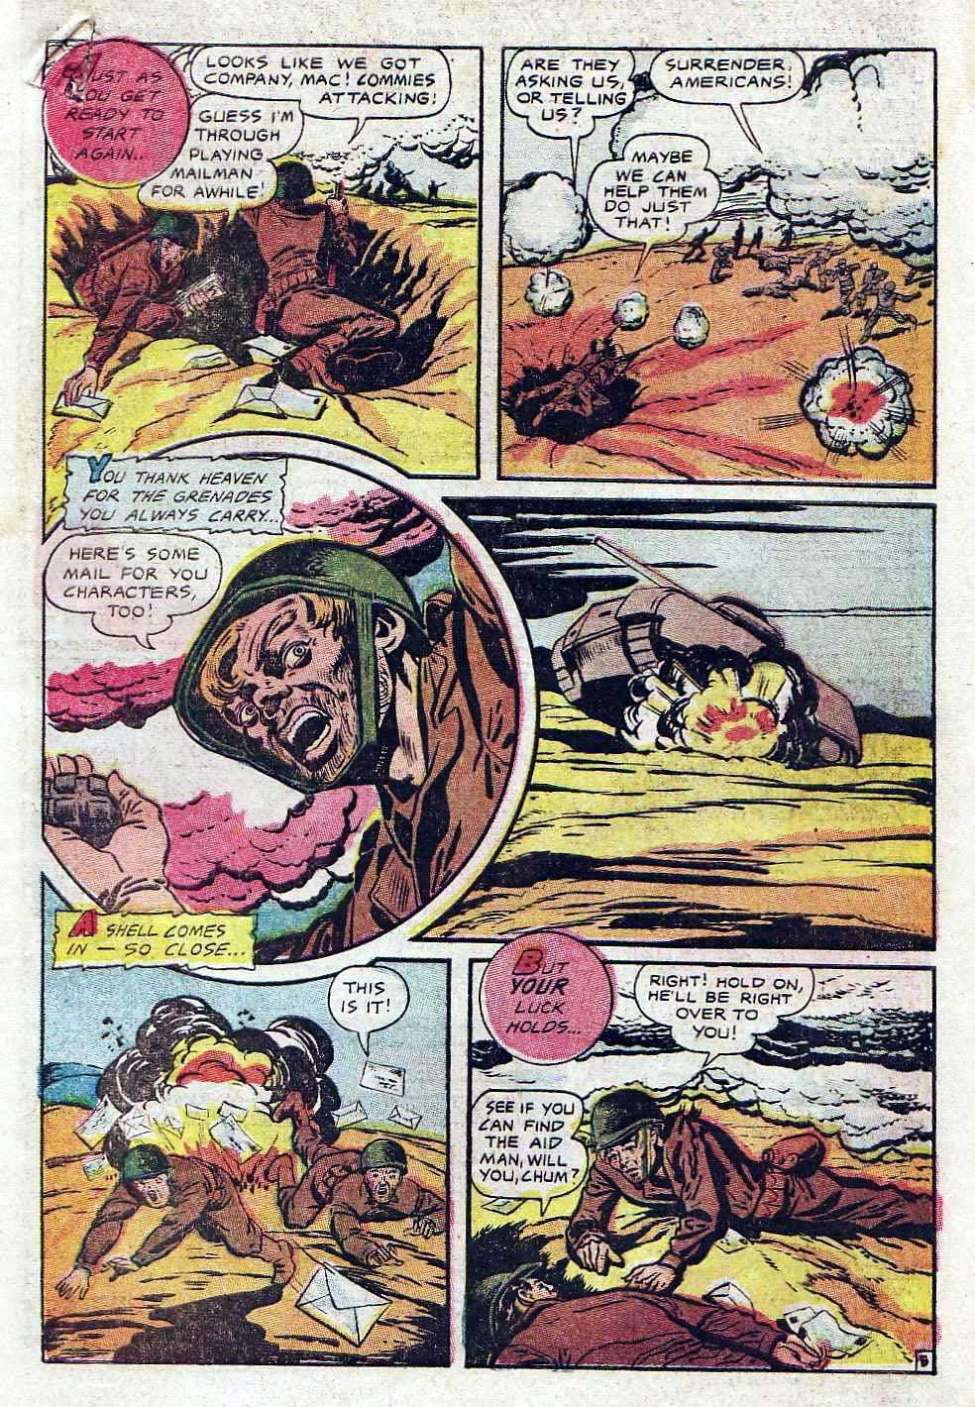 JUST AS
YOU GET
READY TO
START
AGAIN...
LOOKS LIKE WE GOT
COMPANY, MAC! COMMIES
ATTACKING!
GUESS I'M
THROUGH
PLAYING
MAILMAN
FOR AWHILE!
ARE THEY
ASKING US,
OR TELLING
US?
SURRENDER,
AMERICANS!
MAYBE
WE CAN
HELP THEM
DO JUST
THAT!
YOU THANK HEAVEN
FOR THE GRENADES
YOU ALWAYS CARRY...
HERE'S SOME
MAIL FOR YOU
CHARACTERS,
TOO!
A SHELL COMES
IN — SO CLOSE...
THIS
IS IT!
BUT
YOUR
LUCK
HOLDS...
RIGHT! HOLD ON,
HE'LL BE RIGHT
OVER TO
YOU!
SEE IF YOU
CAN FIND
THE AID
MAN, WILL
YOU, CHUM?